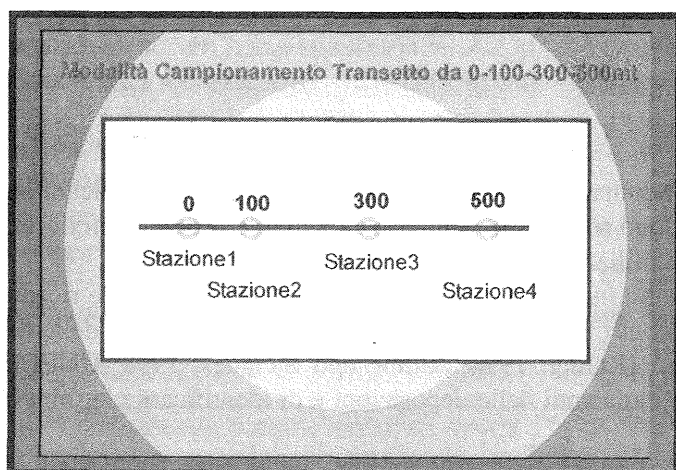 Modalità Campionamento Transetto da 0-100-300-500mt
0 100 300 500
Stazione1 Stazione3
Stazione2 Stazione4